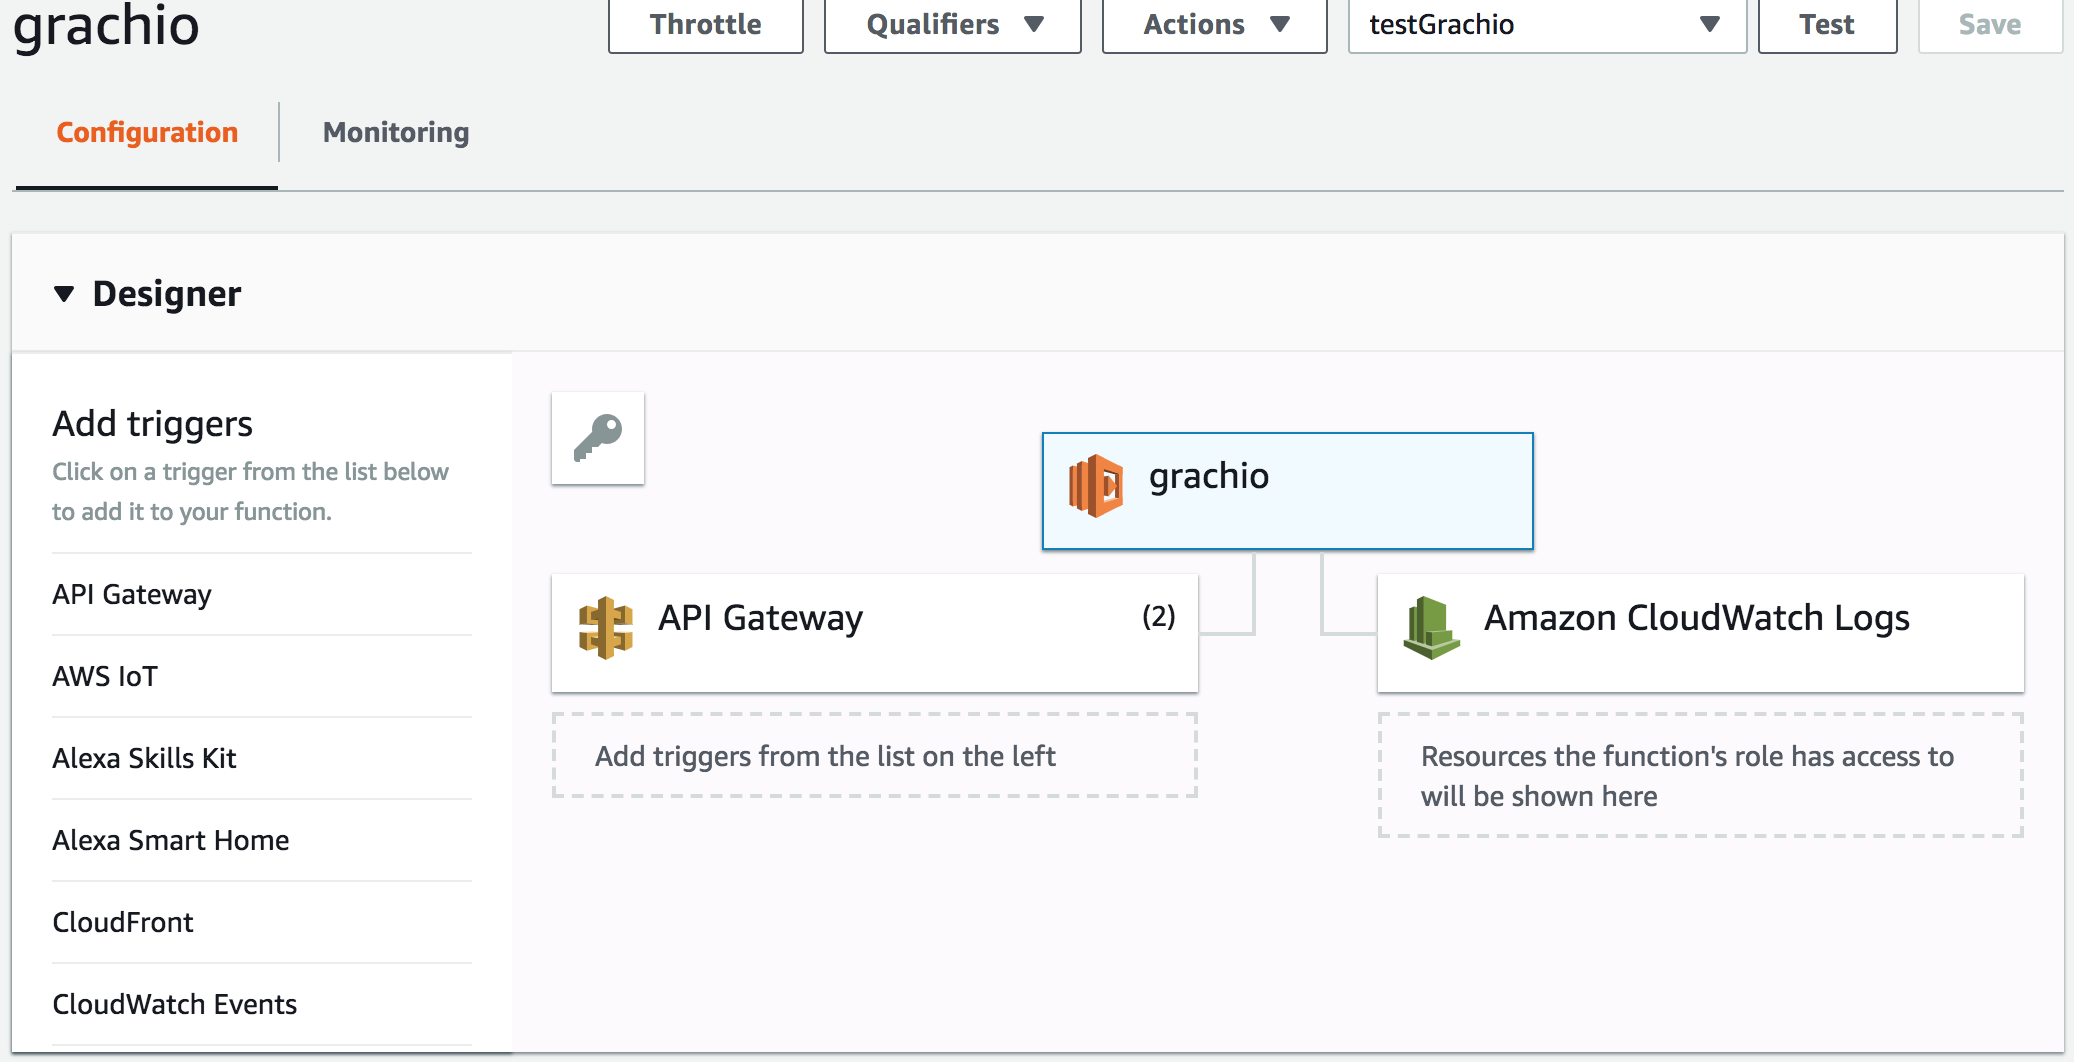 grachio
Throttle
Qualifiers
Actions
testGrachio
Test
Save
Configuration
Monitoring
Designer
Add triggers
Click on a trigger from the list below
to add it to your function.
API Gateway
AWS IoT
Alexa Skills Kit
Alexa Smart Home
CloudFront
CloudWatch Events
grachio
API Gateway (2)
Add triggers from the list on the left
Amazon CloudWatch Logs
Resources the function's role has access to
will be shown here